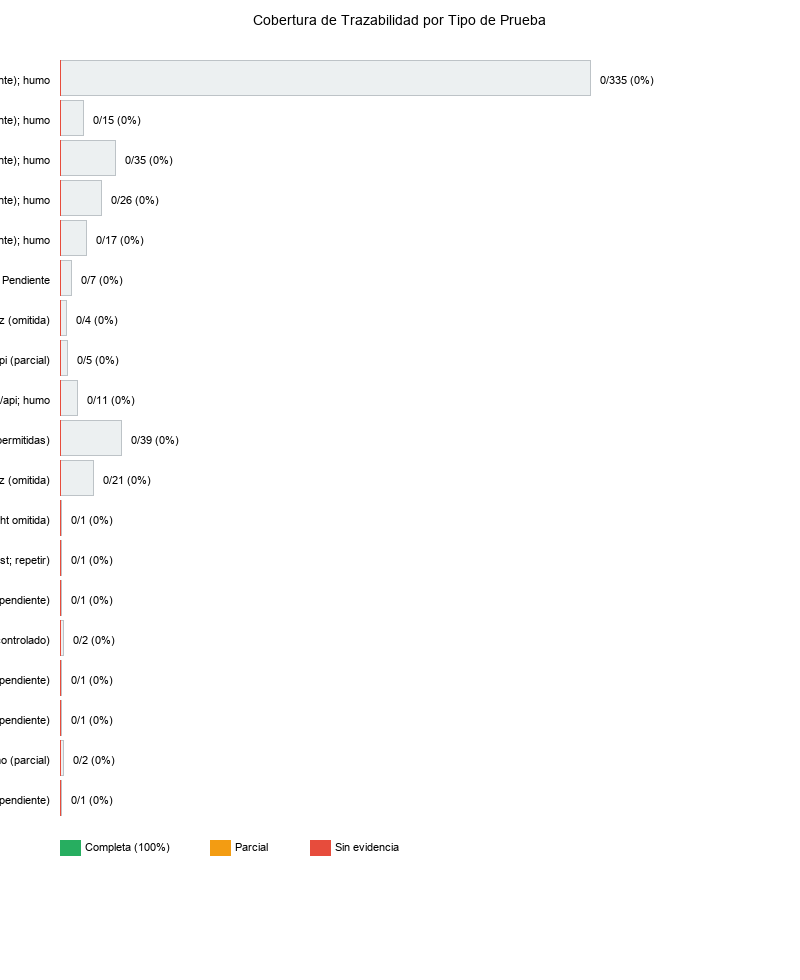 Cobertura de Trazabilidad por Tipo de Prueba
nte); humo 0/335 (0%)
nte); humo 0/15 (0%)
nte); humo 0/35 (0%)
nte); humo 0/26 (0%)
nte); humo 0/17 (0%)
Pendiente 0/7 (0%)
z (omitida) 0/4 (0%)
pi (parcial) 0/5 (0%)
/api; humo 0/11 (0%)
permitidas) 0/39 (0%)
z (omitida) 0/21 (0%)
ht omitida) 0/1 (0%)
st; repetir) 0/1 (0%)
pendiente) 0/1 (0%)
controlado) 0/2 (0%)
pendiente) 0/1 (0%)
pendiente) 0/1 (0%)
o (parcial) 0/2 (0%)
pendiente) 0/1 (0%)
Completa (100%) Parcial Sin evidencia